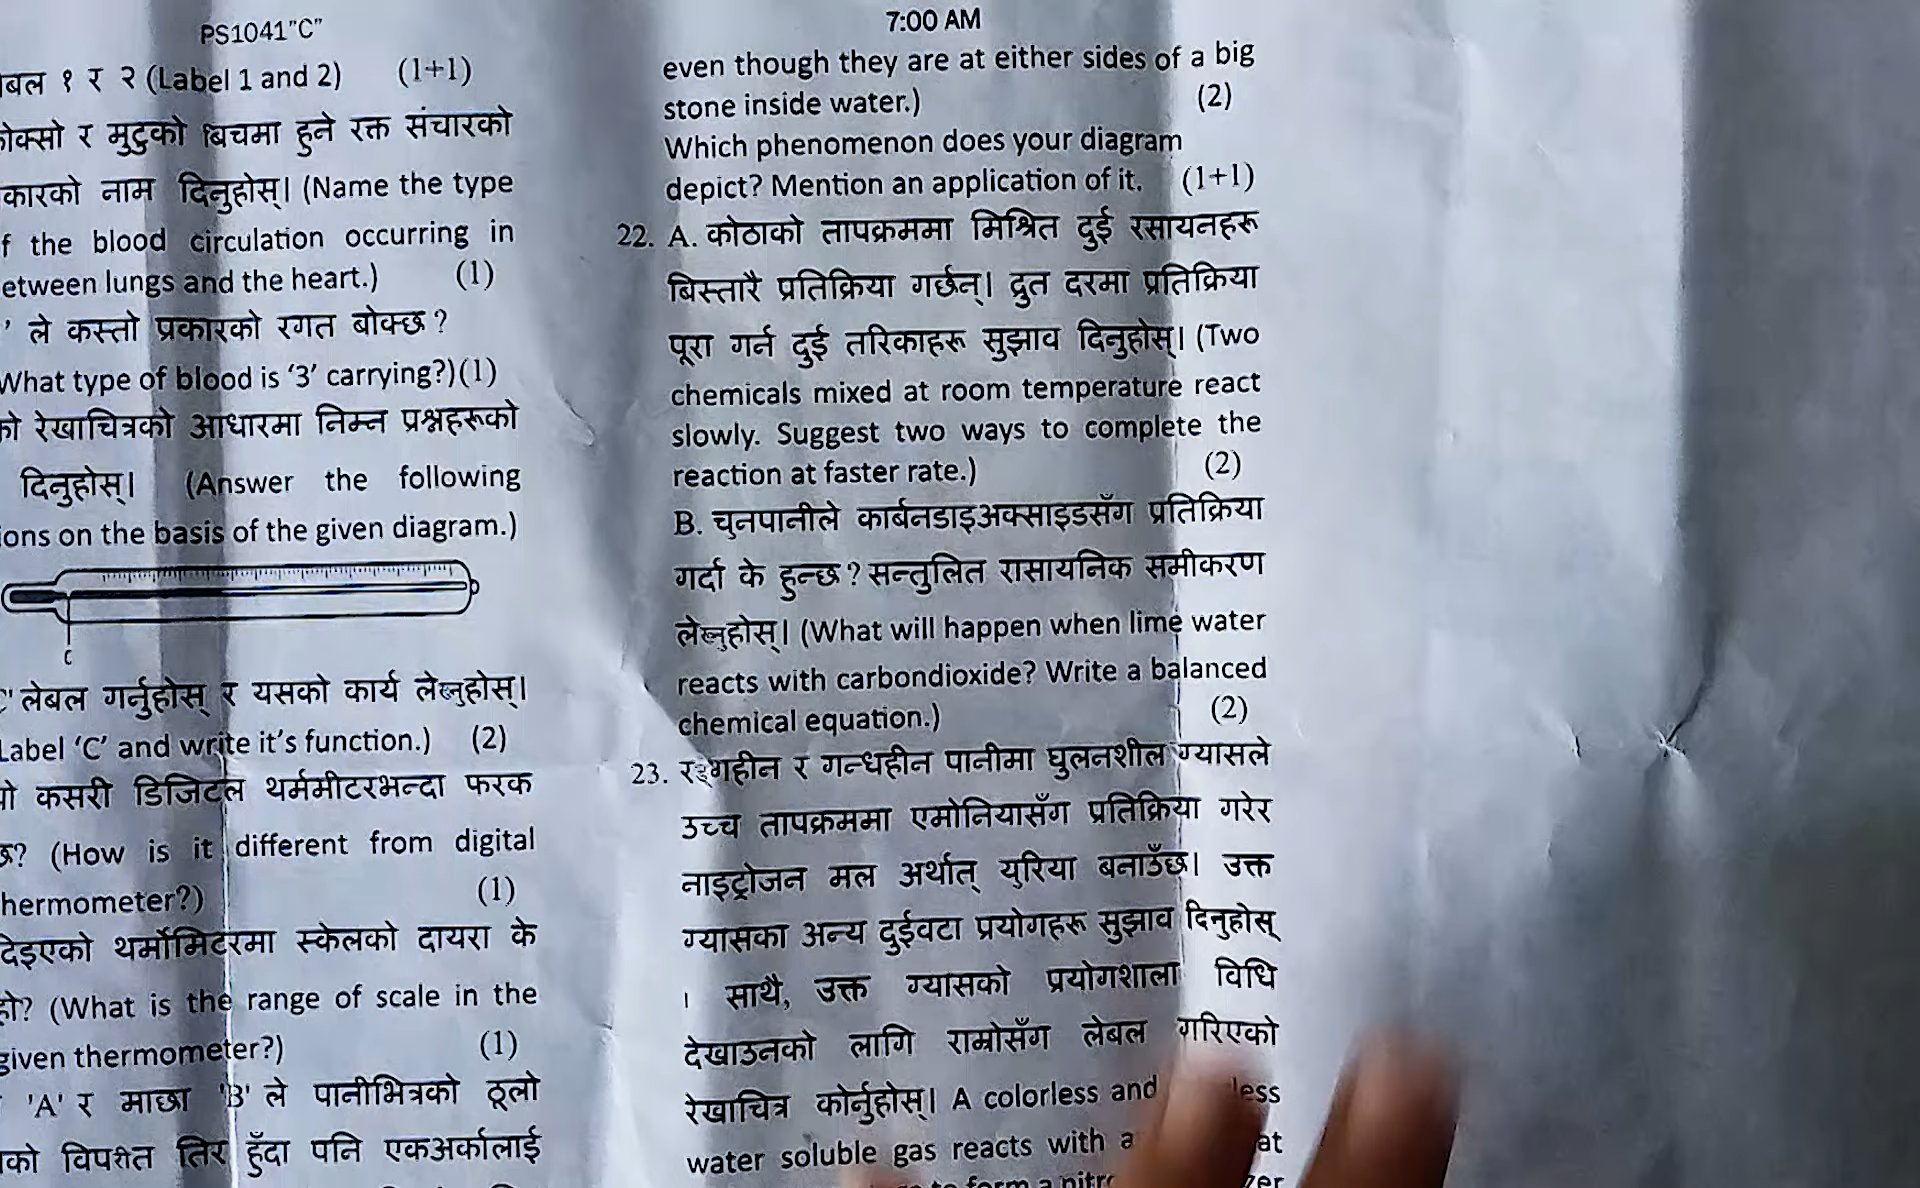 PS1041"C"
१ र २ (Label 1 and 2) (1+1)
र मुटुको बिचमा हुने रक्त संचारको
नाम दिनुहोस्। (Name the type
the blood circulation occurring in
lungs and the heart.) (1)
' ले कस्तो प्रकारको रगत बोक्छ?
What type of blood is '3' carrying?)(1)
रेखाचित्रको आधारमा निम्न प्रश्नहरूको
दिनुहोस्। (Answer the following
on the basis of the given diagram.)
C
लेबल गर्नुहोस् र यसको कार्य लेख्नुहोस्।
Label 'C' and write it's function.) (2)
कसरी डिजिटल थर्ममीटरभन्दा फरक
? (How is it different from digital
hermometer?) (1)
थर्मोमिटरमा स्केलको दायरा के
? (What is the range of scale in the
given thermometer?) (1)
'A' र माछा 'B' ले पानीभित्रको ठूलो
विपरीत तिर हुँदा पनि एकअर्कालाई
7:00 AM
even though they are at either sides of a big
stone inside water.) (2)
Which phenomenon does your diagram
depict? Mention an application of it. (1+1)
22. A. कोठाको तापक्रममा मिश्रित दुई रसायनहरू
बिस्तारै प्रतिक्रिया गर्छन्। द्रुत दरमा प्रतिक्रिया
पूरा गर्न दुई तरिकाहरू सुझाव दिनुहोस्। (Two
chemicals mixed at room temperature react
slowly. Suggest two ways to complete the
reaction at faster rate.) (2)
B. चुनपानीले कार्बनडाइअक्साइडसँग प्रतिक्रिया
गर्दा के हुन्छ? सन्तुलित रासायनिक समीकरण
लेख्नुहोस्। (What will happen when lime water
reacts with carbondioxide? Write a balanced
chemical equation.) (2)
23. रङ्गहीन र गन्धहीन पानीमा घुलनशील ग्यासले
उच्च तापक्रममा एमोनियासँग प्रतिक्रिया गरेर
नाइट्रोजन मल अर्थात् युरिया बनाउँछ। उक्त
ग्यासका अन्य दुईवटा प्रयोगहरू सुझाव दिनुहोस्
। साथै, उक्त ग्यासको प्रयोगशाला विधि
देखाउनको लागि राम्रोसँग लेबल गरिएको
रेखाचित्र कोर्नुहोस्। A colorless and
water soluble gas reacts with at
to form a